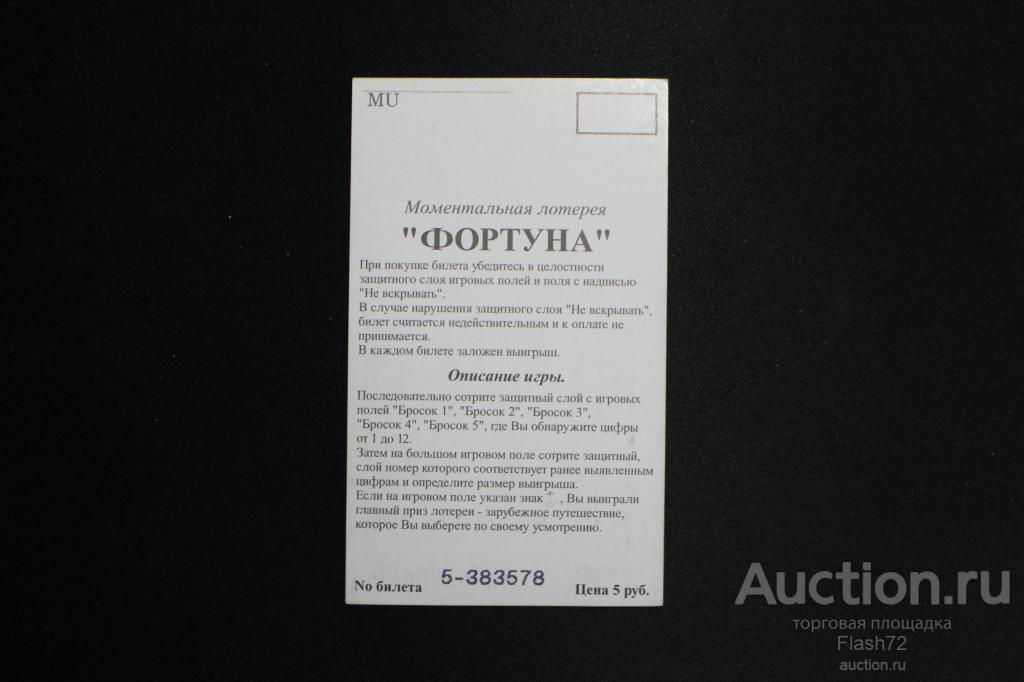 MU
Моментальная лотерея
"ФОРТУНА"
При покупке билета убедитесь в целостности
защитного слоя игровых полей и поля с надписью
"Не вскрывать".
В случае нарушения защитного слоя "Не вскрывать",
билет считается недействительным и к оплате не
принимается.
В каждом билете заложен выигрыш.
Описание игры.
Последовательно сотрите защитный слой с игровых
полей "Бросок 1", "Бросок 2", "Бросок 3",
"Бросок 4", "Бросок 5", где Вы обнаружите цифры
от 1 до 12.
Затем на большом игровом поле сотрите защитный,
слой номер которого соответствует ранее выявленным
цифрам и определите размер выигрыша.
Если на игровом поле указан знак , Вы выиграли
главный приз лотереи - зарубежное путешествие,
которое Вы выберете по своему усмотрению.
No билета 5-383578 Цена 5 руб.
Auction.ru
торговая площадка
Flash72
auction.ru